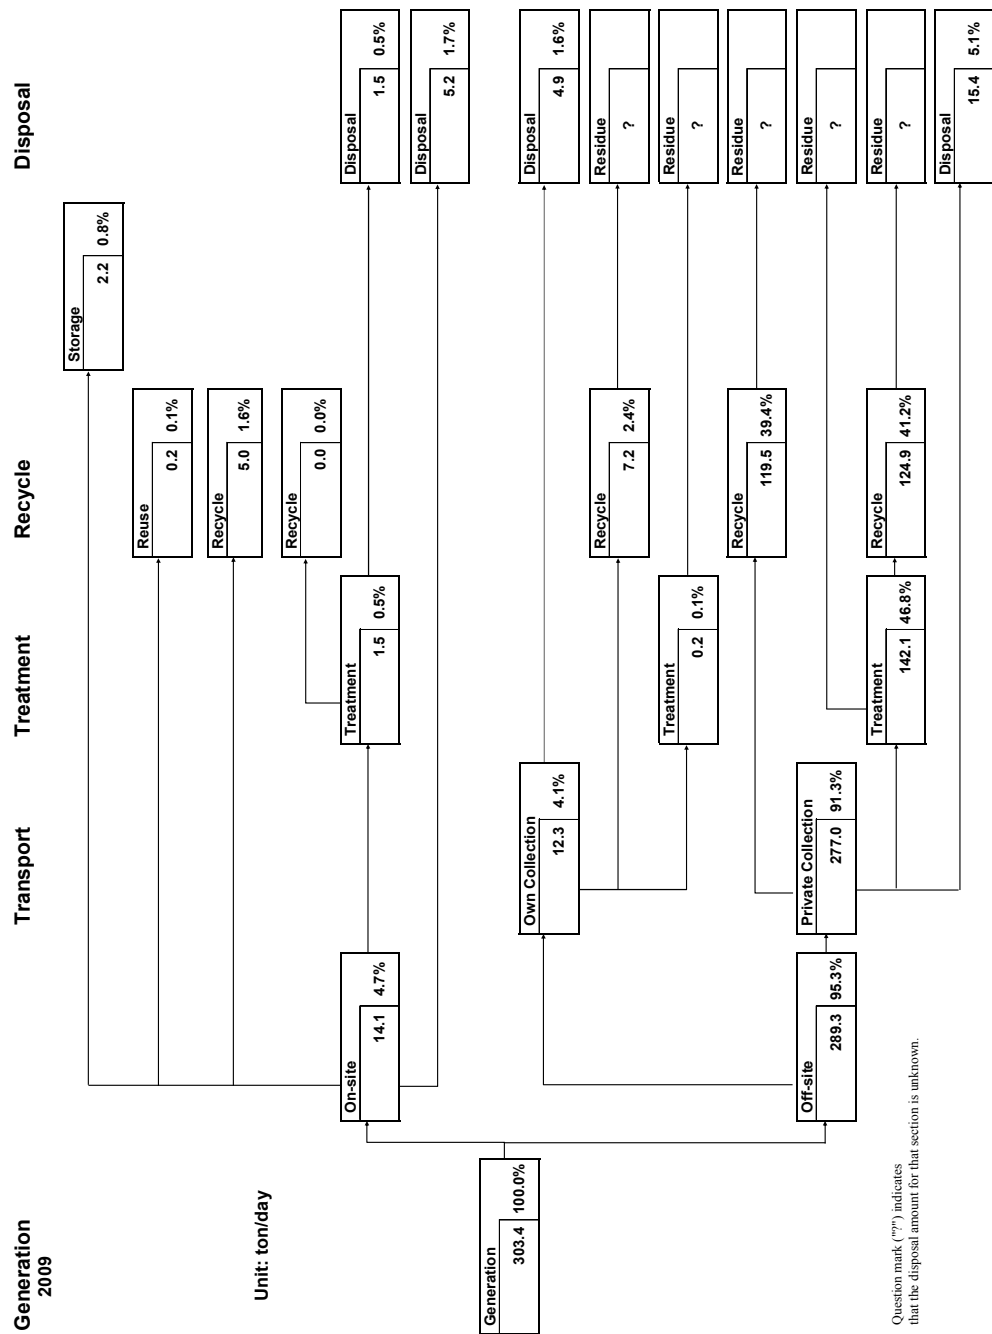 Generation
2009
Transport
Treatment
Recycle
Disposal
Unit: ton/day
Storage
2.2 0.8%
Reuse
0.2 0.1%
Recycle
5.0 1.6%
Recycle
0.0 0.0%
On-site
14.1 4.7%
Treatment
1.5 0.5%
Disposal
1.5 0.5%
Disposal
5.2 1.7%
Generation
303.4 100.0%
Own Collection
12.3 4.1%
Disposal
4.9 1.6%
Recycle
7.2 2.4%
Residue
?
Treatment
0.2 0.1%
Residue
?
Recycle
119.5 39.4%
Residue
?
Off-site
289.3 95.3%
Private Collection
277.0 91.3%
Residue
?
Treatment
142.1 46.8%
Recycle
124.9 41.2%
Residue
?
Disposal
15.4 5.1%
Question mark ("?") indicates
that the disposal amount for that section is unknown.